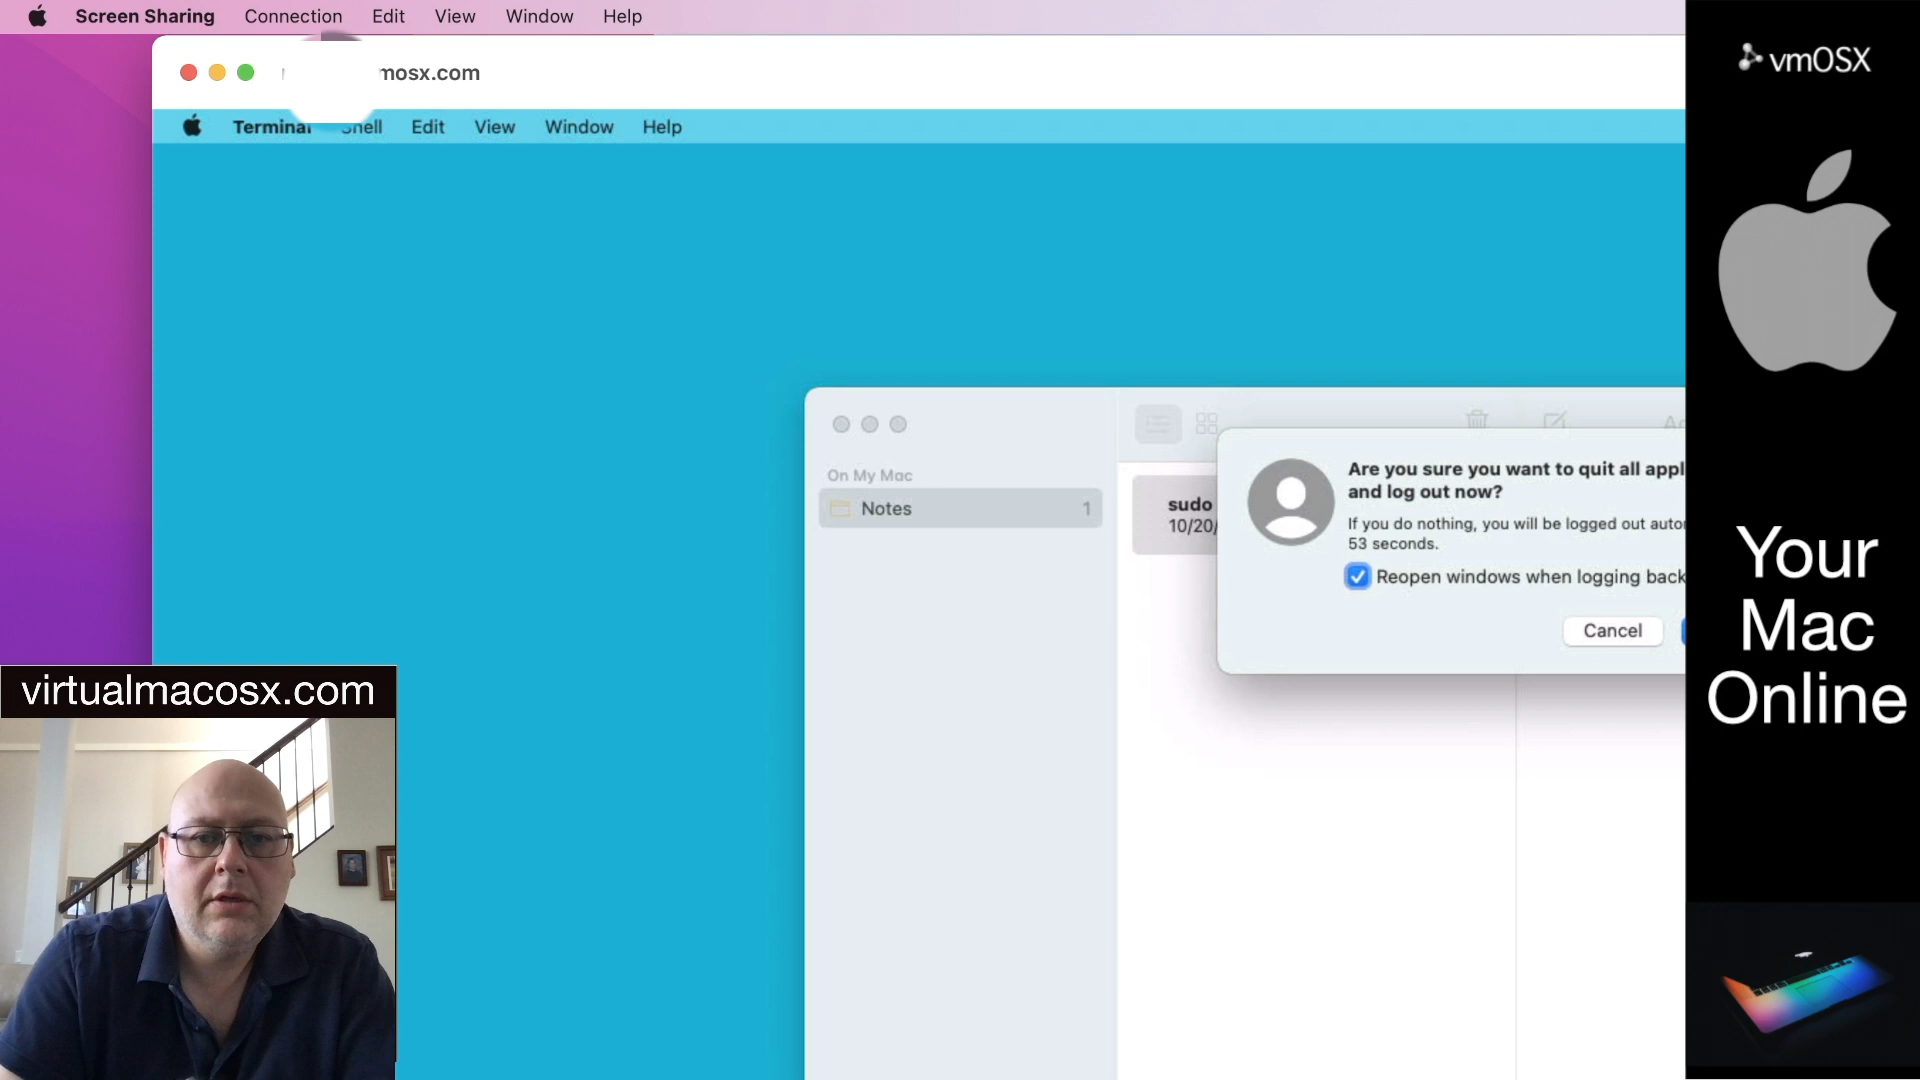 Screen Sharing Connection Edit View Window Help
mosx.com
Terminal Shell Edit View Window Help
On My Mac
Notes 1
sudo
10/20/
Are you sure you want to quit all appl
and log out now?
If you do nothing, you will be logged out auto
53 seconds.
Reopen windows when logging back
Cancel
virtualmacosx.com
vmOSX
Your
Mac
Online